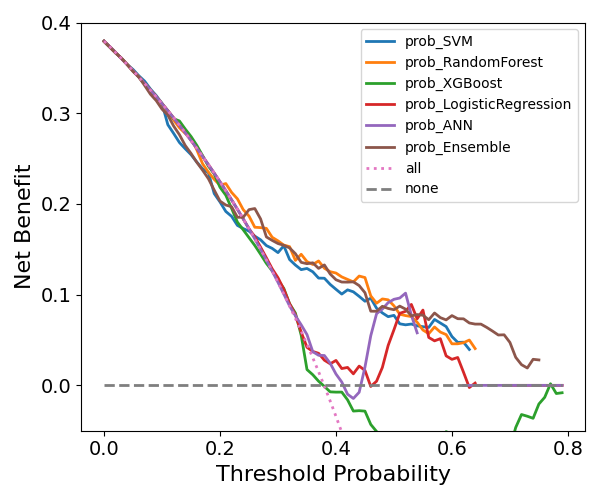 0.4
0.3
0.2
0.1
0.0
Net Benefit
prob_SVM
prob_RandomForest
prob_XGBoost
prob_LogisticRegression
prob_ANN
prob_Ensemble
all
none
0.0 0.2 0.4 0.6 0.8
Threshold Probability